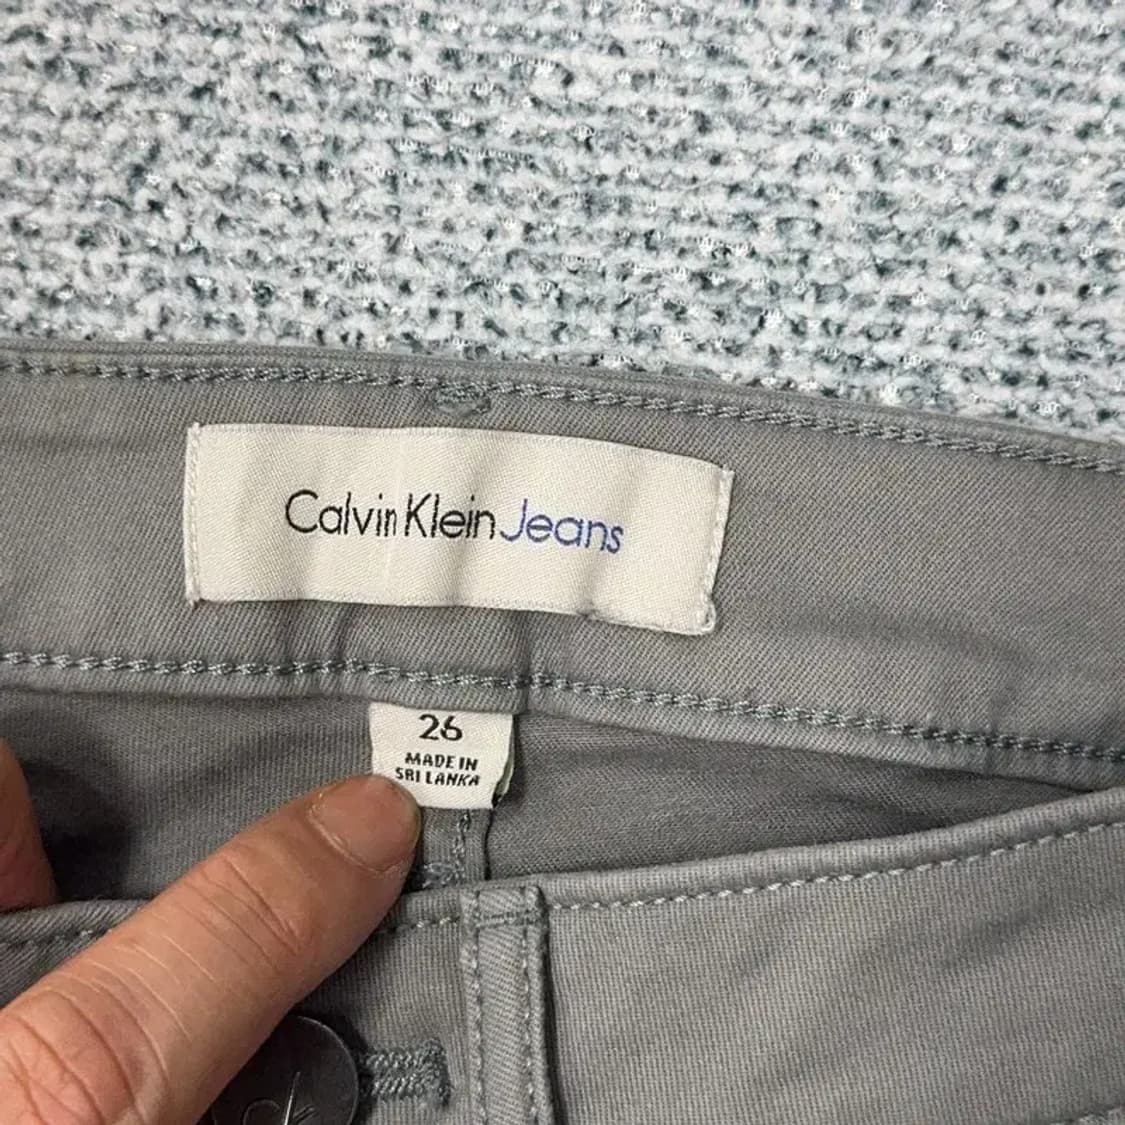 Calvin Klein Jeans
26
MADE IN
SRI LANKA